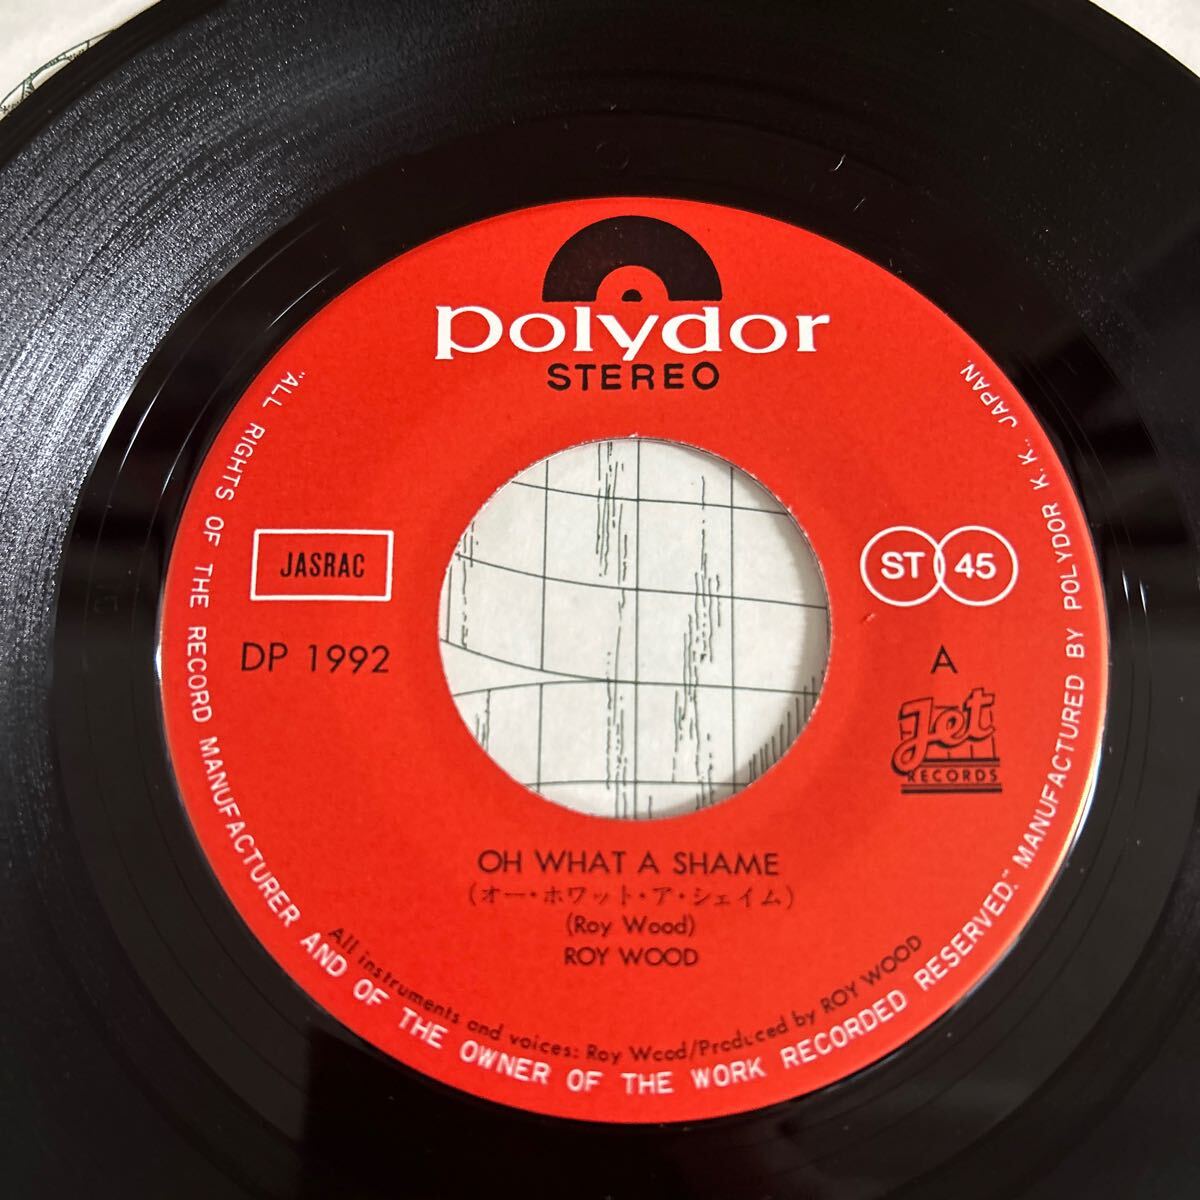 polydor
STEREO
JASRAC
ST 45
DP 1992
A
Jet
RECORDS
OH WHAT A SHAME
(オー・ホワット・ア・シェイム)
(Roy Wood)
ROY WOOD
All instruments and voices: Roy Wood/Produced by ROY WOOD
"ALL RIGHTS OF THE RECORD MANUFACTURER AND OF THE OWNER OF THE WORK RECORDED RESERVED." MANUFACTURED BY POLYDOR K. K. JAPAN.